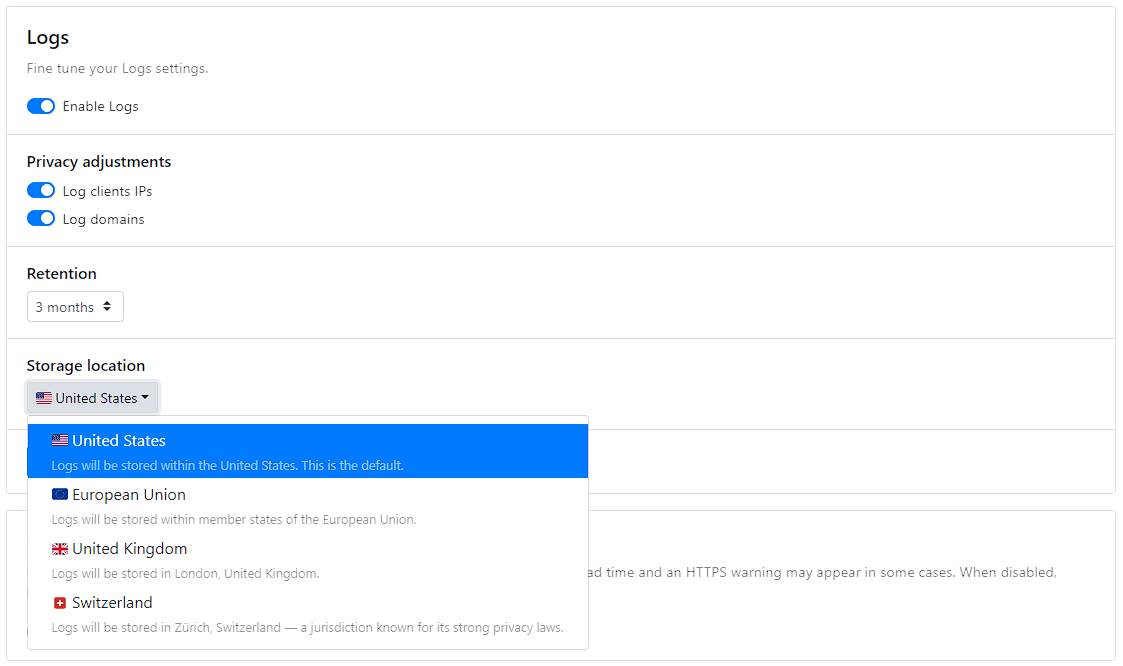 Logs
Fine tune your Logs settings.
Enable Logs
Privacy adjustments
Log clients IPs
Log domains
Retention
3 months
Storage location
United States
United States
Logs will be stored within the United States. This is the default.
European Union
Logs will be stored within member states of the European Union.
United Kingdom
Logs will be stored in London, United Kingdom.
ad time and an HTTPS warning may appear in some cases. When disabled,
Switzerland
Logs will be stored in Zürich, Switzerland — a jurisdiction known for its strong privacy laws.